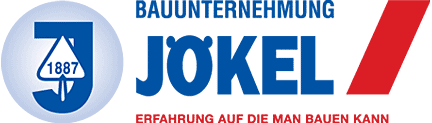 J
1887
BAUUNTERNEHMUNG
JÖKEL
ERFAHRUNG AUF DIE MAN BAUEN KANN